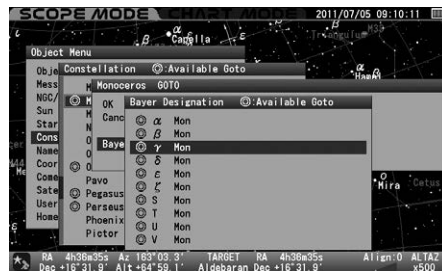 SCOPE MODE CHART MODE 2011/07/05 09:10:11
α
Capella
β
ε
Triangulum
M33
α
Hamal
Object Menu
Obje
Mess
NGC/
Sun
Star
Cons
Name
Coor
Come
Sate
User
Home
Constellation ◎:Available Goto
M
N
O
Pavo
Pegasus
Perseus
Phoenix
Pictor
Monoceros GOTO
OK
Canc
Baye
Bayer Designation ◎:Available Goto
◎ α Mon
◎ β Mon
◎ γ Mon
◎ δ Mon
◎ ε Mon
◎ ζ Mon
◎ S Mon
◎ T Mon
◎ U Mon
◎ V Mon
M44
ο
Mira
Cetus
RA 4h36m35s Az 163°03.3' TARGET RA 4h36m35s Align:0 ALTAZ
Dec +16°31.9' Alt +64°59.1' Aldebaran Dec +16°31.9' x500